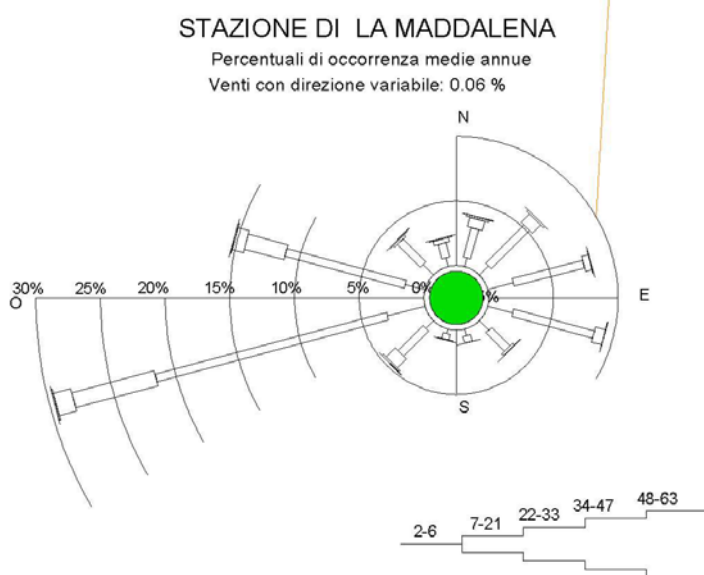 STAZIONE DI LA MADDALENA
Percentuali di occorrenza medie annue
Venti con direzione variabile: 0.06 %
N
30% 25% 20% 15% 10% 5% 0%
O
E
S
48-63
34-47
22-33
7-21
2-6